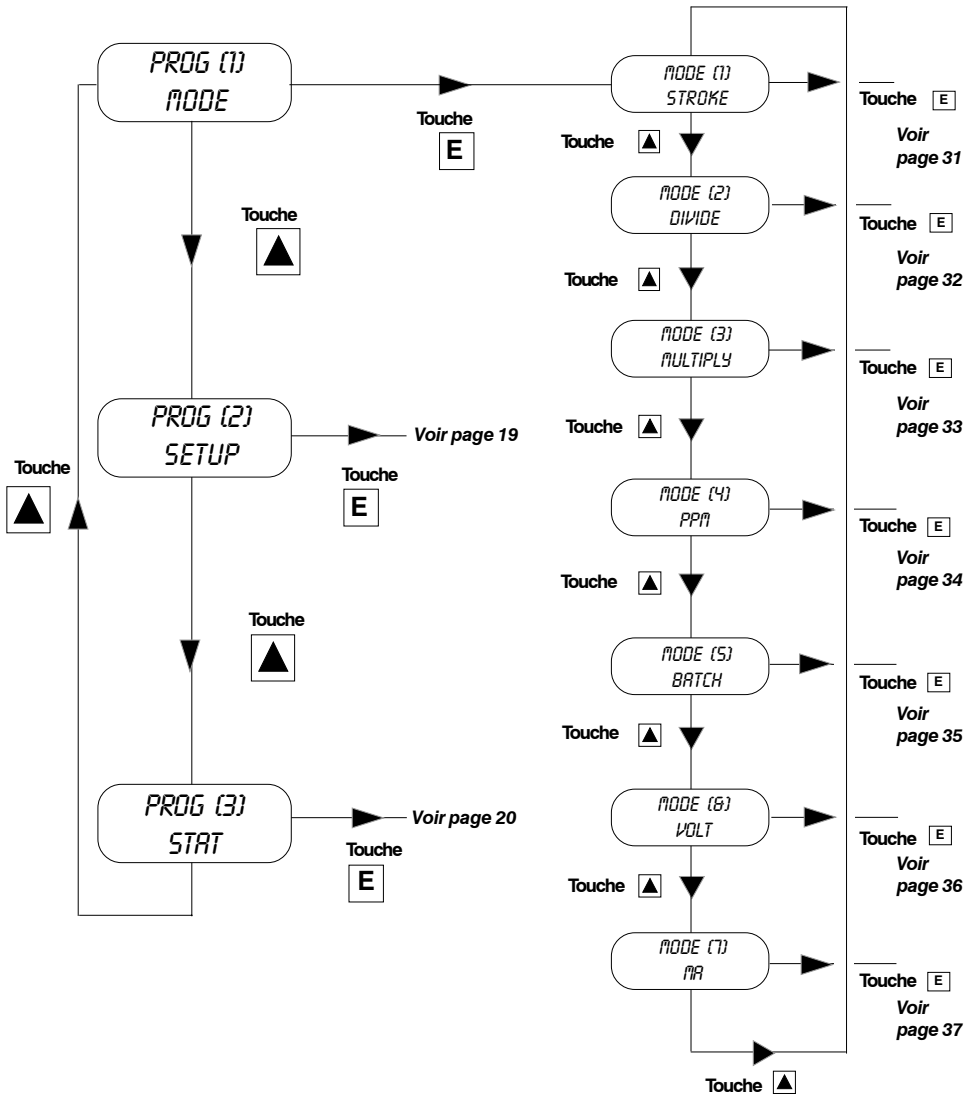 PROG (1)
MODE
Touche
E
Touche
PROG (2)
SETUP
Voir page 19
Touche
E
Touche
Touche
PROG (3)
STAT
Voir page 20
Touche
E
MODE (1)
STROKE
Touche E
Voir
page 31
Touche
MODE (2)
DIVIDE
Touche E
Voir
page 32
Touche
MODE (3)
MULTIPLY
Touche E
Voir
page 33
Touche
MODE (4)
PPM
Touche E
Voir
page 34
Touche
MODE (5)
BATCH
Touche E
Voir
page 35
Touche
MODE (&)
VOLT
Touche E
Voir
page 36
Touche
MODE (7)
MA
Touche E
Voir
page 37
Touche